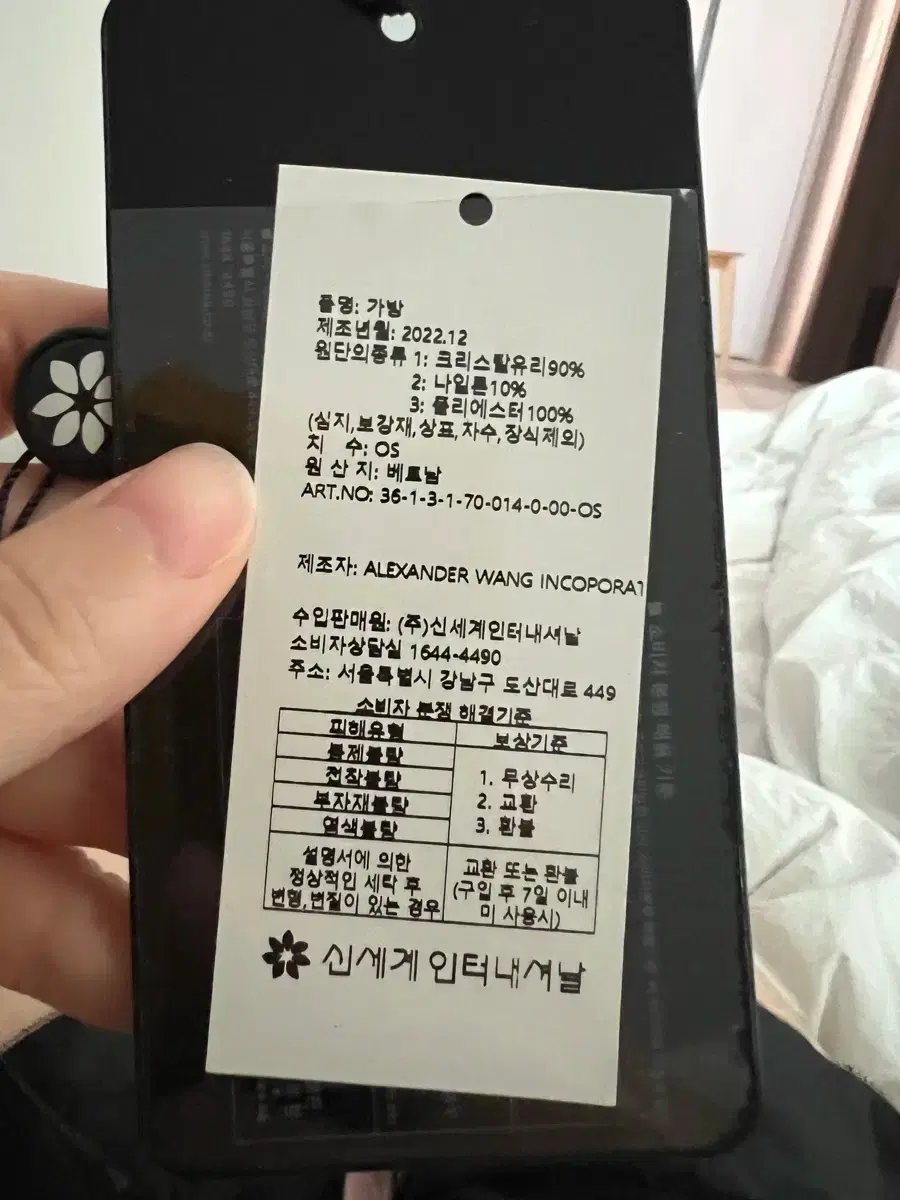 품명: 가방
제조년월: 2022.12
원단의종류 1: 크리스탈유리90%
2: 나일론10%
3: 폴리에스터100%
(심지,보강재,상표,자수,장식제외)
치 수: OS
원 산 지: 베트남
ART.NO: 36-1-3-1-70-014-0-00-OS
제조자: ALEXANDER WANG INCOPORAT
수입판매원: (주)신세계인터내셔날
소비자상담실 1644-4490
주소: 서울특별시 강남구 도산대로 449
소비자 분쟁 해결기준
피해유형 보상기준
봉제불량
전착불량
부자재불량
염색불량
1. 무상수리
2. 교환
3. 환불
설명서에 의한
정상적인 세탁 후
변형,변질이 있는 경우
교환 또는 환불
(구입 후 7일 이내
미 사용시)
신세계인터내셔날